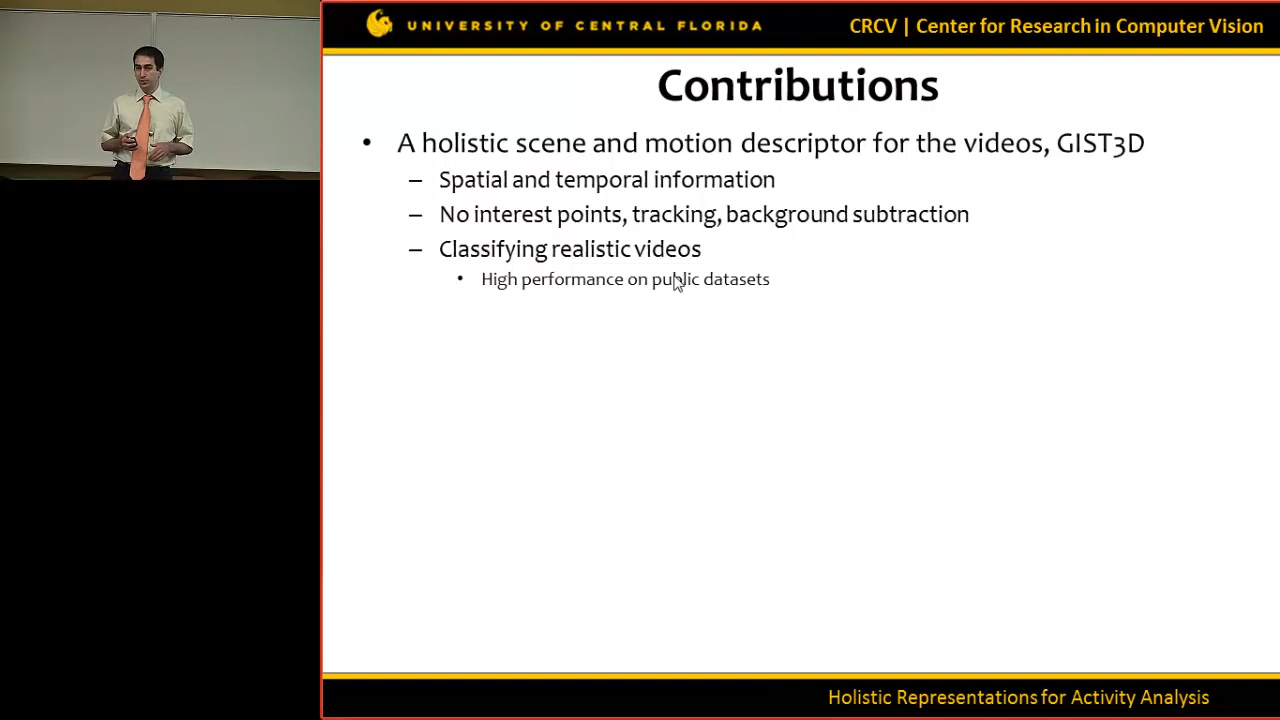 UNIVERSITY OF CENTRAL FLORIDA
CRCV | Center for Research in Computer Vision
Contributions
• A holistic scene and motion descriptor for the videos, GIST3D
– Spatial and temporal information
– No interest points, tracking, background subtraction
– Classifying realistic videos
• High performance on public datasets
Holistic Representations for Activity Analysis